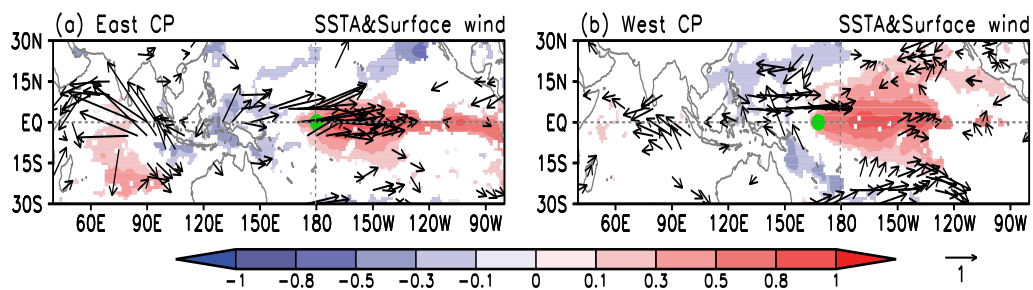 (a) East CP SSTA&Surface wind
(b) West CP SSTA&Surface wind
30N
15N
EQ
15S
30S
60E 90E 120E 150E 180 150W 120W 90W
30N
15N
EQ
15S
30S
60E 90E 120E 150E 180 150W 120W 90W
-1 -0.8 -0.5 -0.3 -0.1 0 0.1 0.3 0.5 0.8 1
1